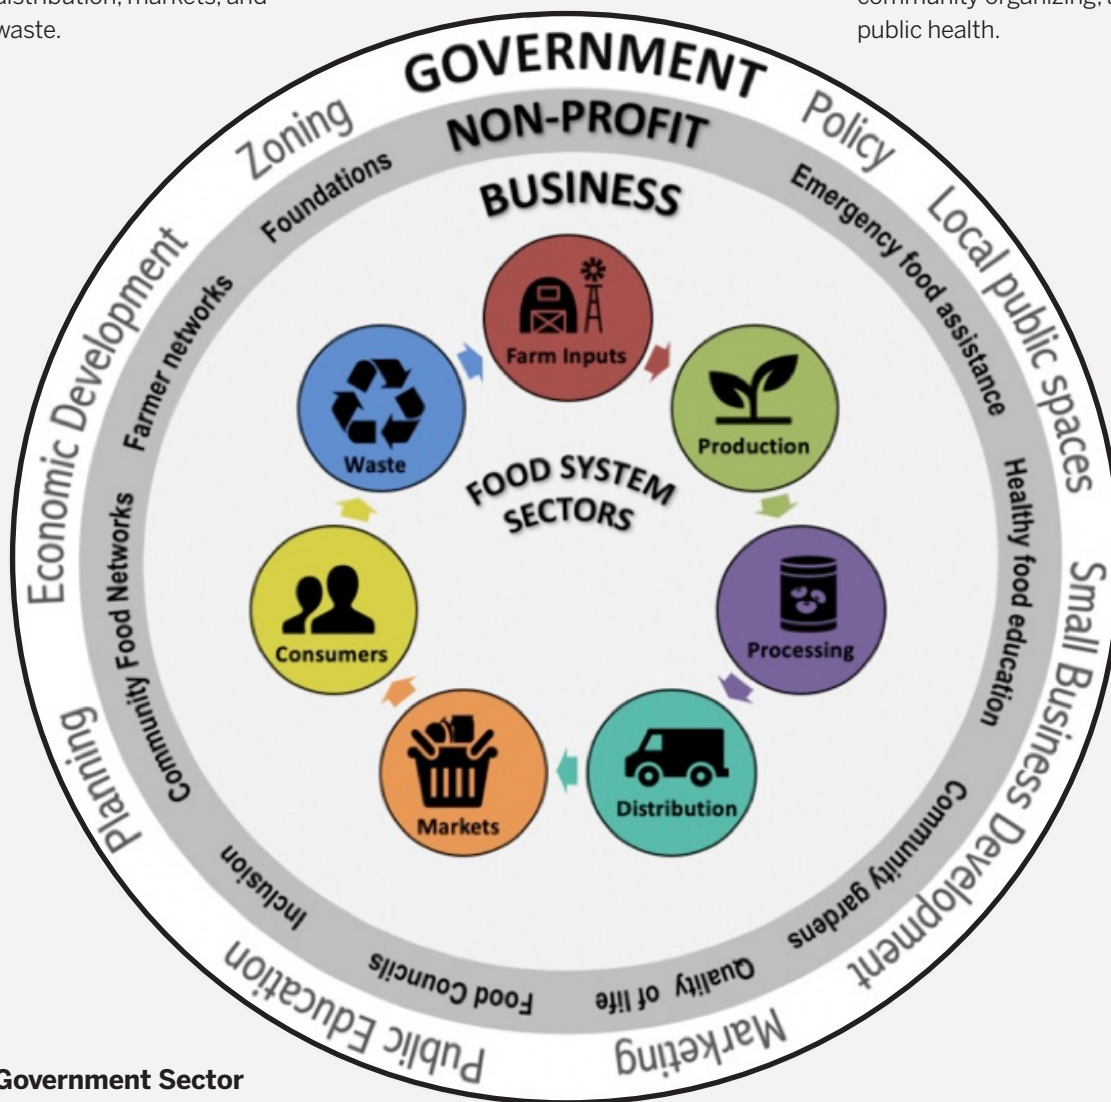 distribution, markets, and
waste.
community organizing, a
public health.
GOVERNMENT
Zoning
Policy
Local public spaces
Small Business Development
Marketing
Public Education
Planning
Economic Development
NON-PROFIT
Foundations
Emergency food assistance
Healthy food education
Community gardens
Quality of life
Food Councils
Inclusion
Community Food Networks
Farmer networks
BUSINESS
Farm Inputs
Production
Processing
Distribution
Markets
Consumers
Waste
FOOD SYSTEM
SECTORS
Government Sector